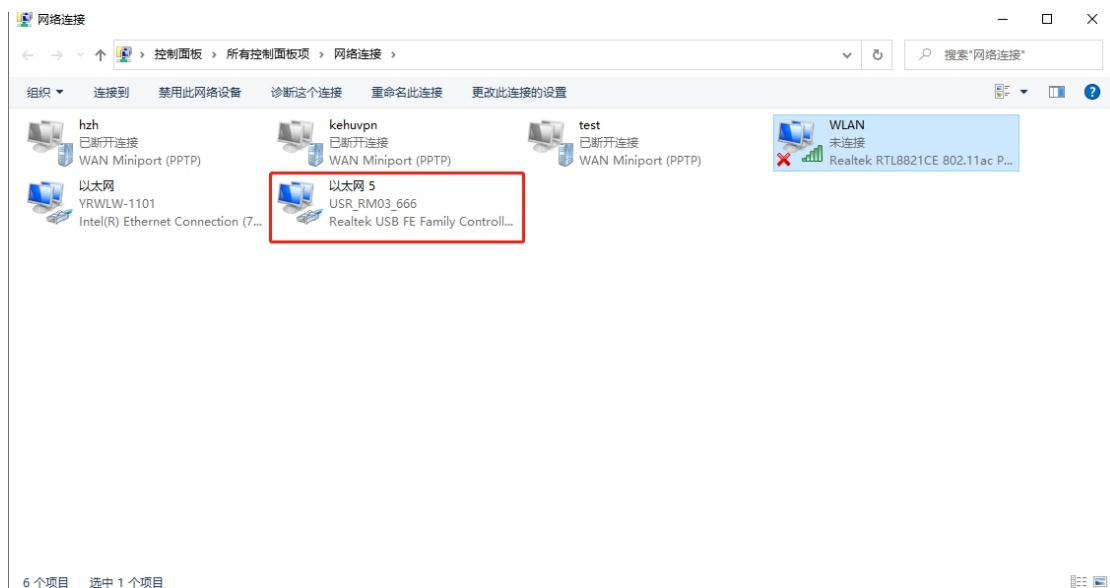 网络连接
控制面板 › 所有控制面板项 › 网络连接 ›
搜索"网络连接"
组织 连接到 禁用此网络设备 诊断这个连接 重命名此连接 更改此连接的设置
hzh
已断开连接
WAN Miniport (PPTP)
kehuvpn
已断开连接
WAN Miniport (PPTP)
test
已断开连接
WAN Miniport (PPTP)
WLAN
未连接
Realtek RTL8821CE 802.11ac P...
以太网
YRWLW-1101
Intel(R) Ethernet Connection (7...
以太网 5
USR_RM03_666
Realtek USB FE Family Controll...
6 个项目 选中 1 个项目